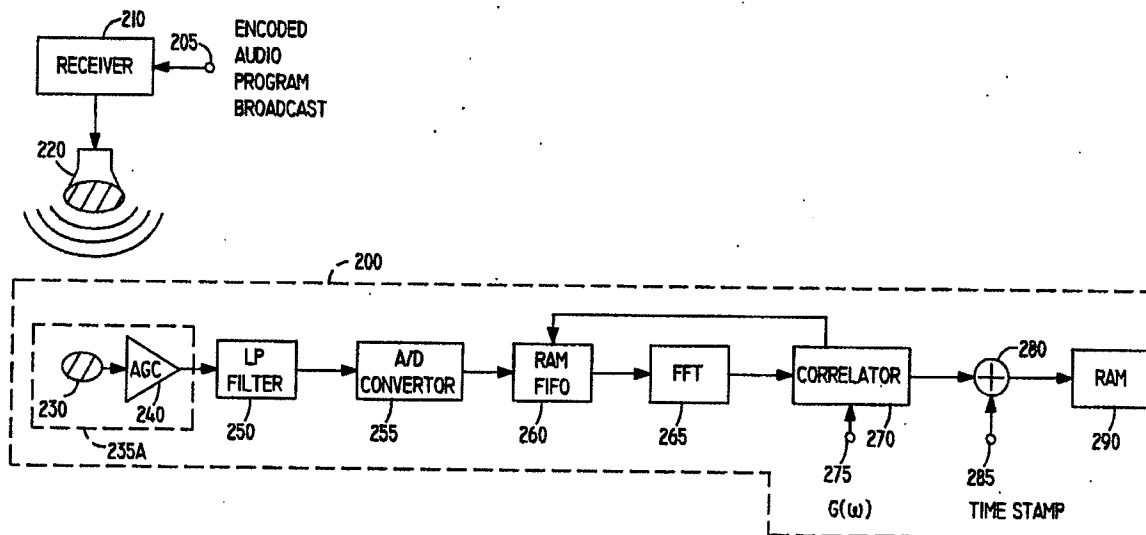 210
RECEIVER
205
ENCODED
AUDIO
PROGRAM
BROADCAST
220
200
230
AGC
240
235A
LP
FILTER
250
A/D
CONVERTOR
255
RAM
FIFO
260
FFT
265
CORRELATOR
270
275
G(ω)
280
285
TIME STAMP
RAM
290